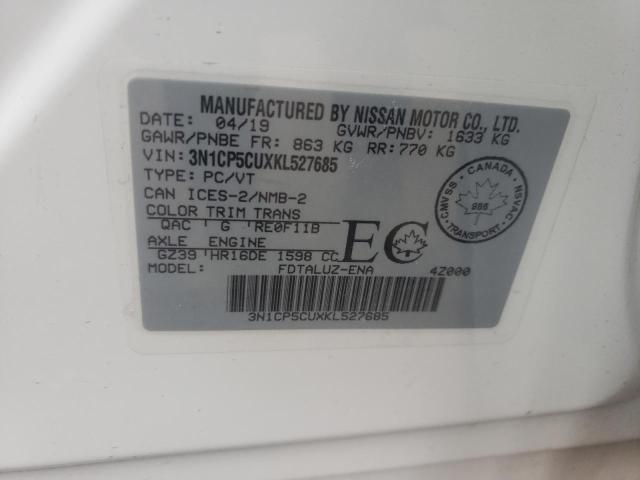 MANUFACTURED BY NISSAN MOTOR CO., LTD.
DATE: 04/19 GVWR/PNBV: 1633 KG
GAWR/PNBE FR: 863 KG RR: 770 KG
VIN: 3N1CP5CUXKL527685
TYPE: PC/VT
CAN ICES-2/NMB-2
COLOR TRIM TRANS
QAC G RE0F11B
AXLE ENGINE
GZ39 HR16DE 1598 CC
MODEL: FDTALUZ-ENA 4Z000
EC
CANADA
CMVSS
NSVAC
986
3N1CP5CUXKL527685